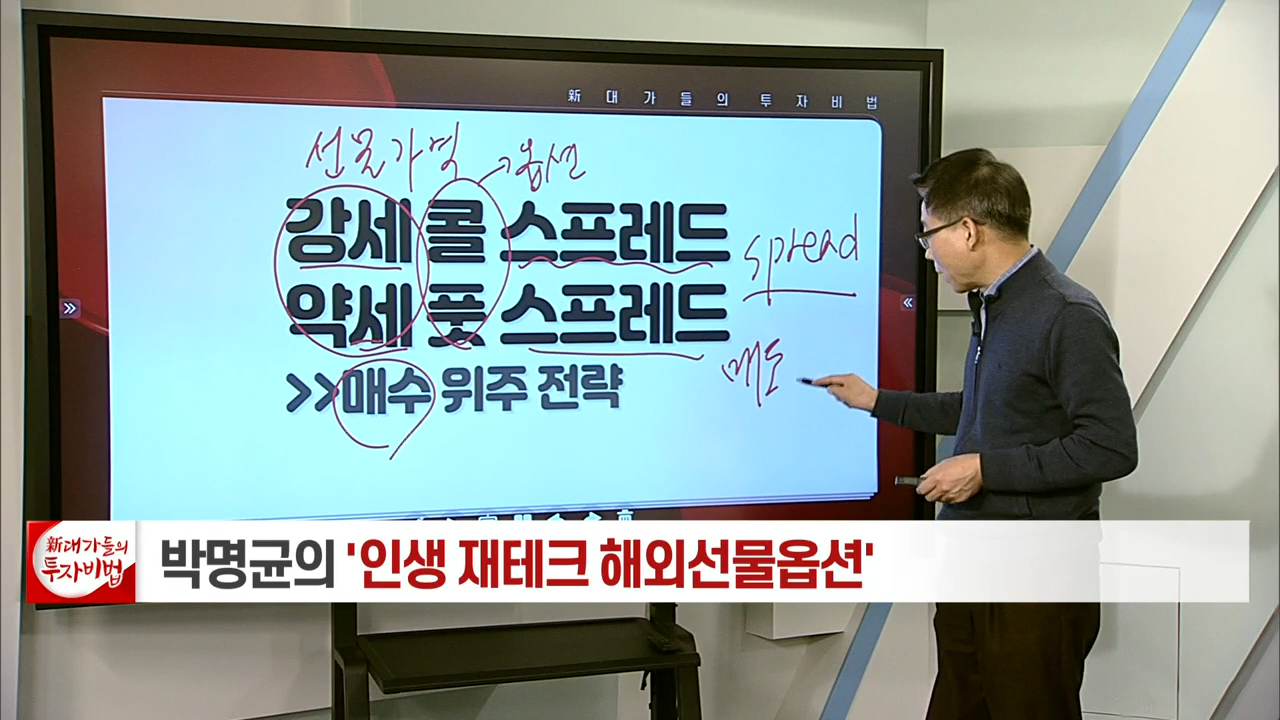 新 대가들의 투자비법
선물가격
옵션
강세 콜 스프레드
spread
약세 풋 스프레드
매도
>>매수 위주 전략
新대가들의
투자비법
박명균의 '인생 재테크 해외선물옵션'